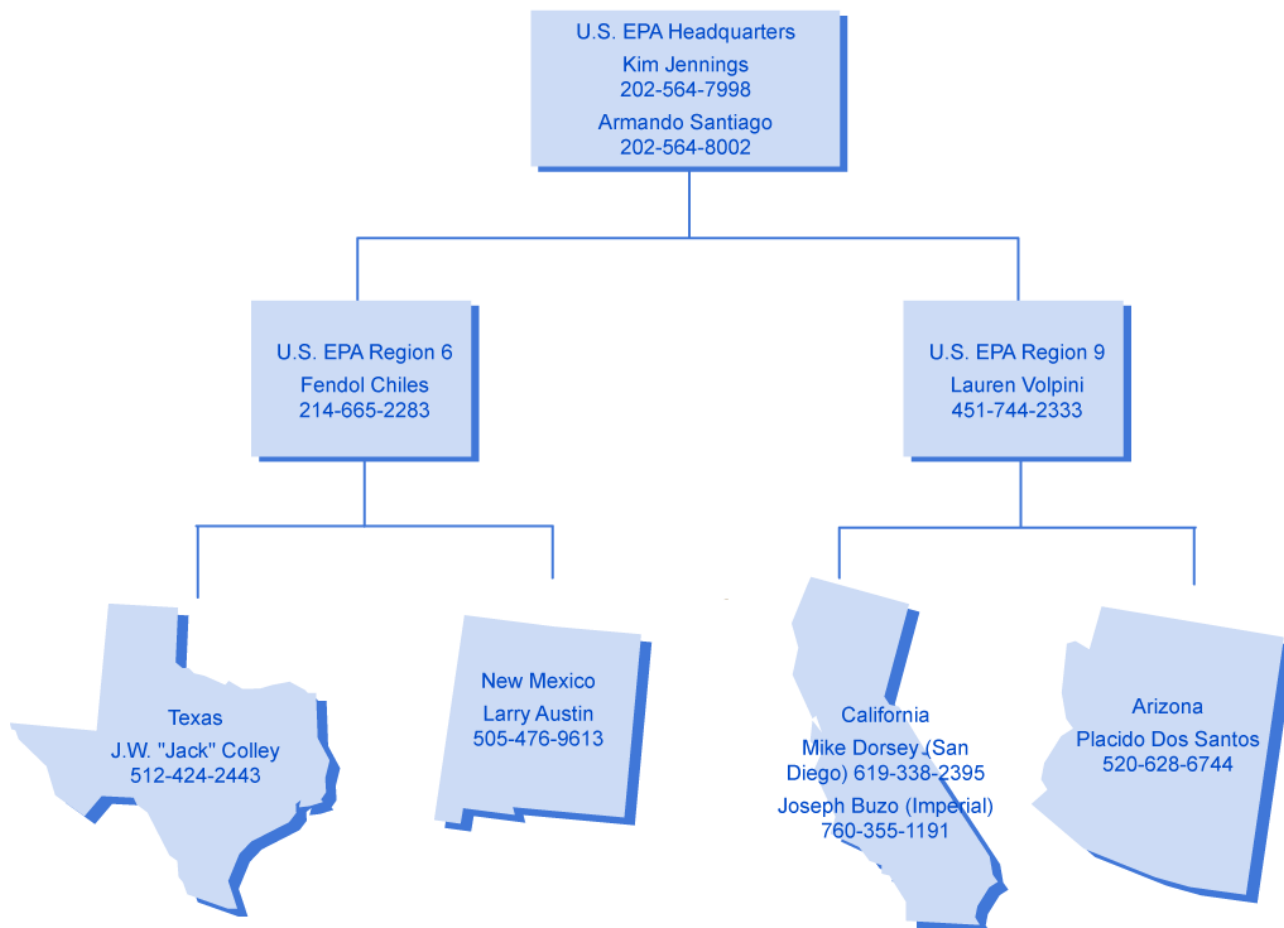 U.S. EPA Headquarters
Kim Jennings
202-564-7998
Armando Santiago
202-564-8002
U.S. EPA Region 6
Fendol Chiles
214-665-2283
U.S. EPA Region 9
Lauren Volpini
451-744-2333
Texas
J.W. "Jack" Colley
512-424-2443
New Mexico
Larry Austin
505-476-9613
California
Mike Dorsey (San
Diego) 619-338-2395
Joseph Buzo (Imperial)
760-355-1191
Arizona
Placido Dos Santos
520-628-6744